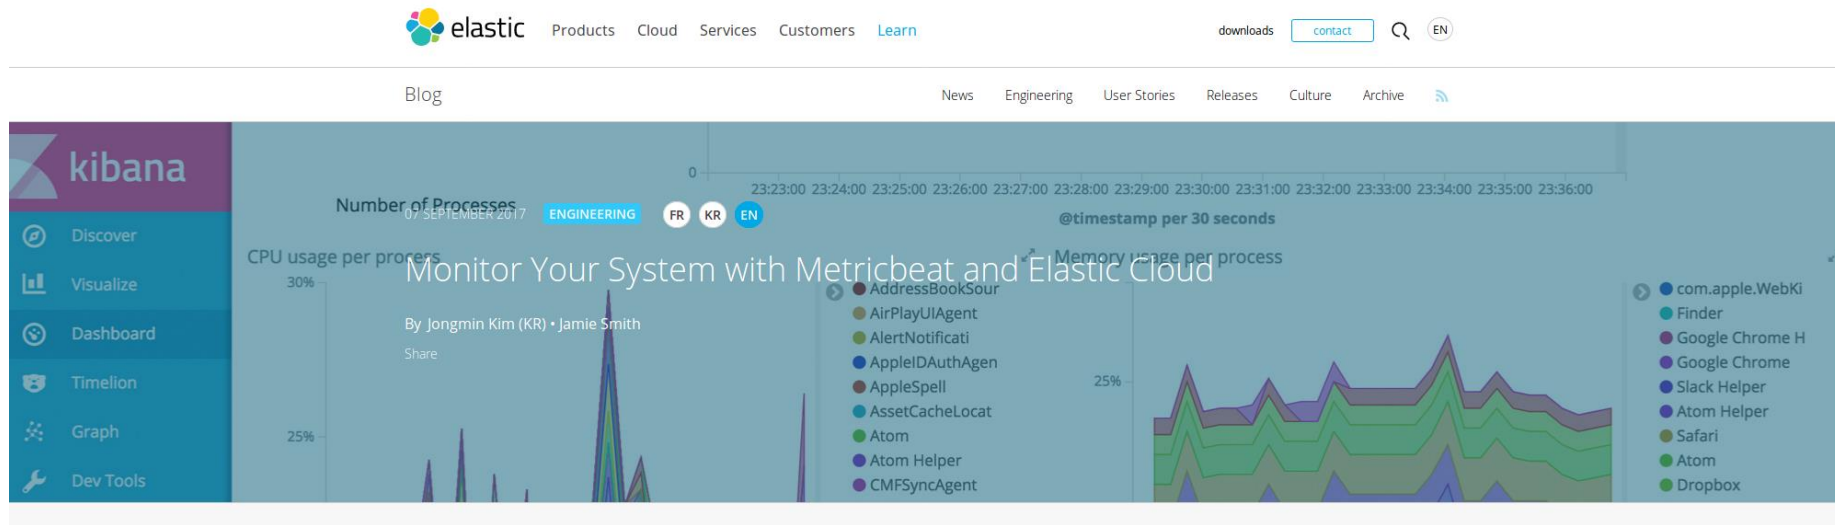 elastic Products Cloud Services Customers Learn downloads contact EN
Blog News Engineering User Stories Releases Culture Archive
kibana
Discover
Visualize
Dashboard
Timelion
Graph
Dev Tools
0
23:23:00 23:24:00 23:25:00 23:26:00 23:27:00 23:28:00 23:29:00 23:30:00 23:31:00 23:32:00 23:33:00 23:34:00 23:35:00 23:36:00
@timestamp per 30 seconds
Number of Processes
07 SEPTEMBER 2017 ENGINEERING FR KR EN
Monitor Your System with Metricbeat and Elastic Cloud
By Jongmin Kim (KR) • Jamie Smith
Share
CPU usage per process
30%
25%
AddressBookSour
AirPlayUIAgent
AlertNotificati
AppleIDAuthAgen
AppleSpell
AssetCacheLocat
Atom
Atom Helper
CMFSyncAgent
Memory usage per process
25%
com.apple.WebKi
Finder
Google Chrome H
Google Chrome
Slack Helper
Atom Helper
Safari
Atom
Dropbox